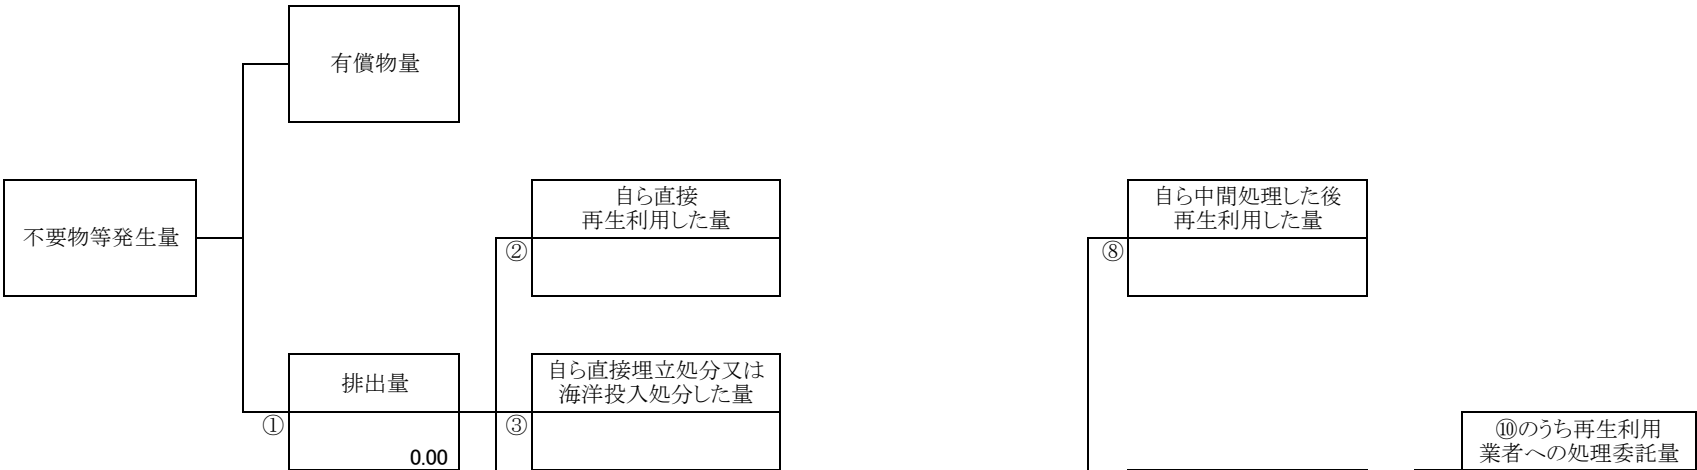 有償物量
不要物等発生量
自ら直接
再生利用した量
②
自ら中間処理した後
再生利用した量
⑧
排出量
①
0.00
自ら直接埋立処分又は
海洋投入処分した量
③
⑩のうち再生利用
業者への処理委託量